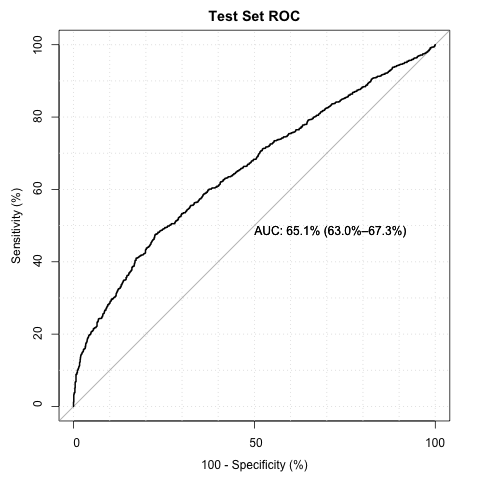 Test Set ROC
100
80
60
40
20
0
Sensitivity (%)
AUC: 65.1% (63.0%–67.3%)
0 50 100
100 - Specificity (%)